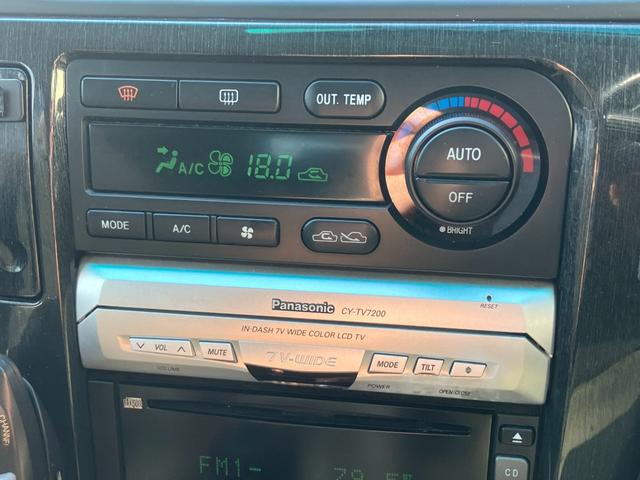 OUT. TEMP
AUTO
A/C 18.0
OFF
MODE A/C
BRIGHT
Panasonic CY-TV7200
RESET
IN-DASH 7V WIDE COLOR LCD TV
VOL MUTE 7V-WIDE MODE TILT
VOLUME POWER OPEN/CLOSE
FM1-
CD